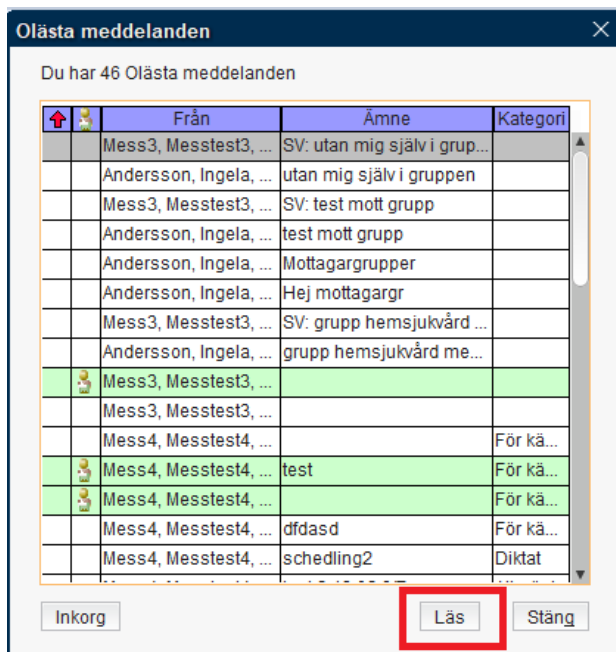 Olästa meddelanden
Du har 46 Olästa meddelanden
Från Ämne Kategori
Mess3, Messtest3, ... SV: utan mig själv i grup...
Andersson, Ingela, ... utan mig själv i gruppen
Mess3, Messtest3, ... SV: test mott grupp
Andersson, Ingela, ... test mott grupp
Andersson, Ingela, ... Mottagargrupper
Andersson, Ingela, ... Hej mottagargr
Mess3, Messtest3, ... SV: grupp hemsjukvård ...
Andersson, Ingela, ... grupp hemsjukvård me...
Mess3, Messtest3, ...
Mess3, Messtest3, ...
Mess4, Messtest4, ... För kä...
Mess4, Messtest4, ... test För kä...
Mess4, Messtest4, ... För kä...
Mess4, Messtest4, ... dfdasd För kä...
Mess4, Messtest4, ... schedling2 Diktat
Inkorg Läs Stäng